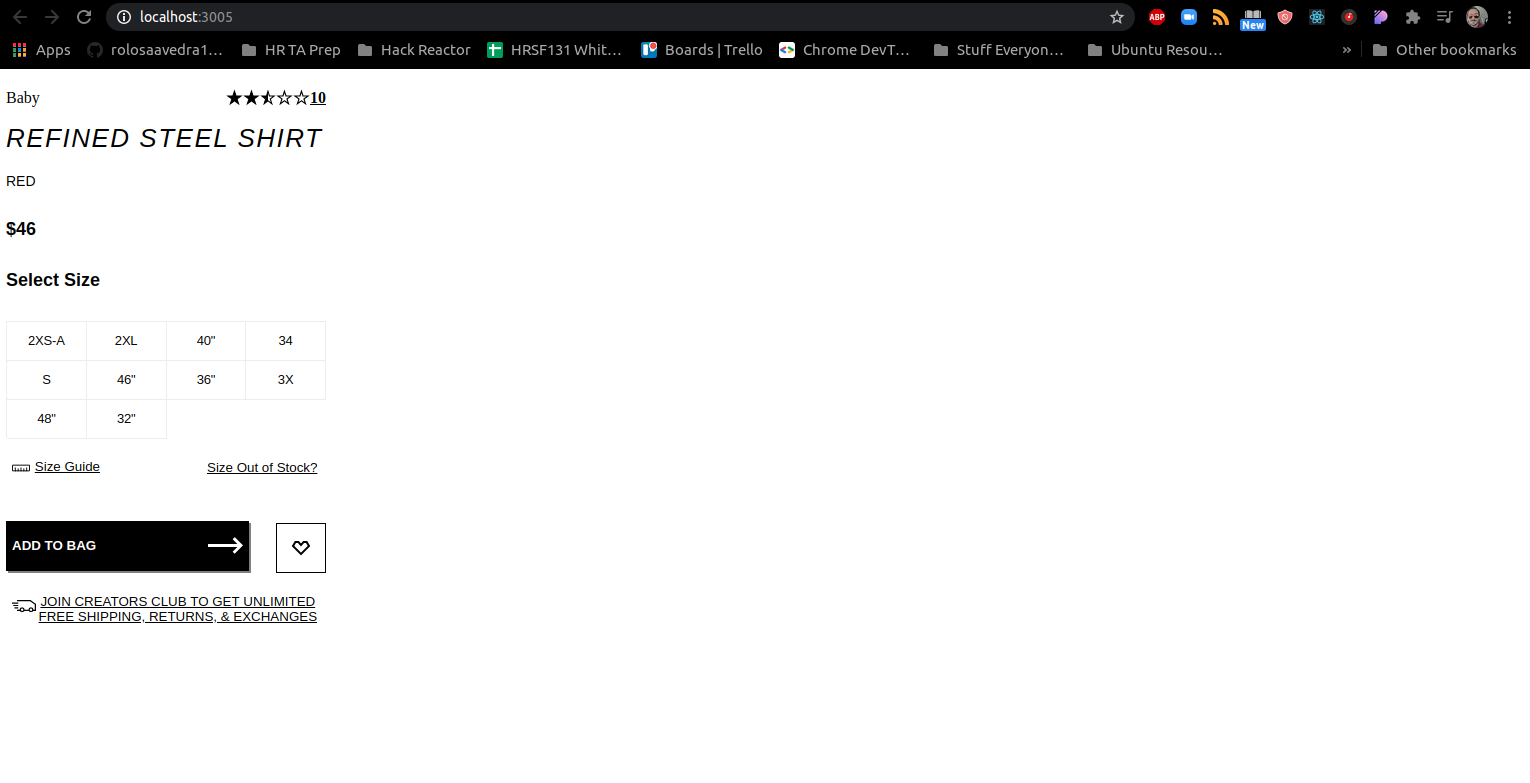 localhost:3005
ABP
New
Apps rolosaavedra1… HR TA Prep Hack Reactor HRSF131 Whit… Boards | Trello Chrome DevT… Stuff Everyon… Ubuntu Resou… » Other bookmarks
Baby 10
REFINED STEEL SHIRT
RED
$46
Select Size
2XS-A 2XL 40" 34
S 46" 36" 3X
48" 32"
Size Guide Size Out of Stock?
ADD TO BAG
JOIN CREATORS CLUB TO GET UNLIMITED
FREE SHIPPING, RETURNS, & EXCHANGES